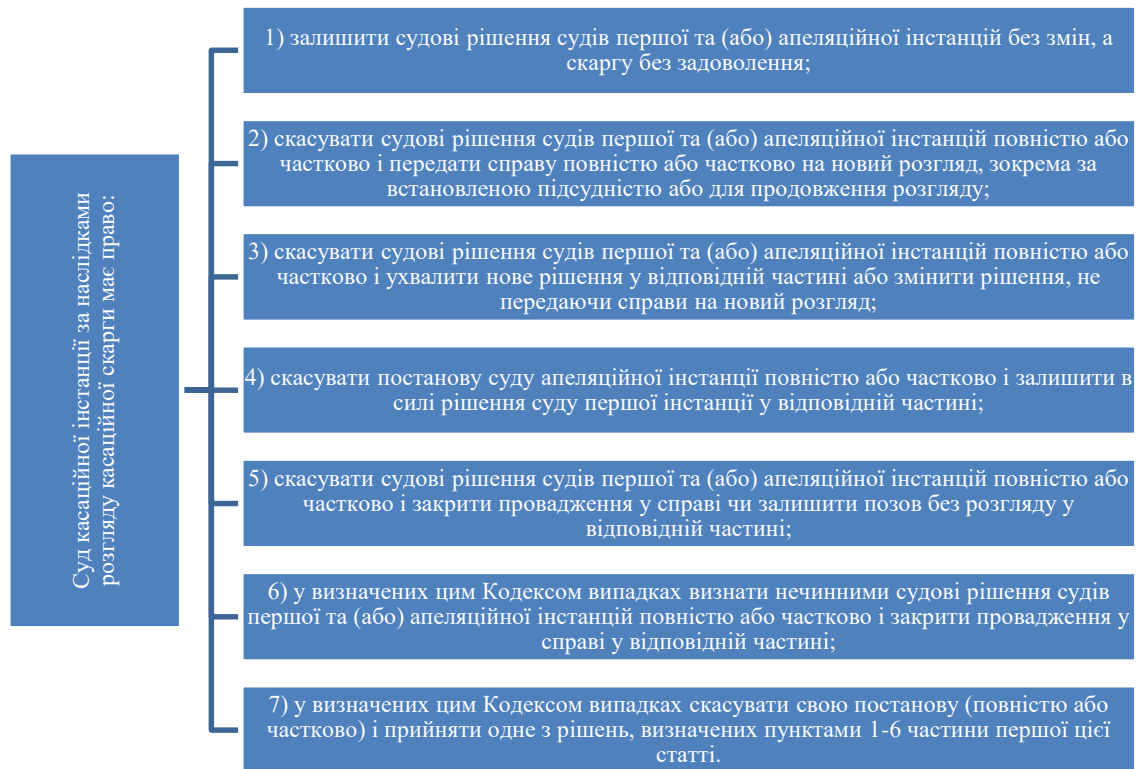 Суд касаційної інстанції за наслідками
розгляду касаційної скарги має право:
1) залишити судові рішення судів першої та (або) апеляційної інстанцій без змін, а
скаргу без задоволення;
2) скасувати судові рішення судів першої та (або) апеляційної інстанцій повністю або
частково і передати справу повністю або частково на новий розгляд, зокрема за
встановленою підсудністю або для продовження розгляду;
3) скасувати судові рішення судів першої та (або) апеляційної інстанцій повністю або
частково і ухвалити нове рішення у відповідній частині або змінити рішення, не
передаючи справи на новий розгляд;
4) скасувати постанову суду апеляційної інстанції повністю або частково і залишити в
силі рішення суду першої інстанції у відповідній частині;
5) скасувати судові рішення судів першої та (або) апеляційної інстанцій повністю або
частково і закрити провадження у справі чи залишити позов без розгляду у
відповідній частині;
6) у визначених цим Кодексом випадках визнати нечинними судові рішення судів
першої та (або) апеляційної інстанцій повністю або частково і закрити провадження у
справі у відповідній частині;
7) у визначених цим Кодексом випадках скасувати свою постанову (повністю або
частково) і прийняти одне з рішень, визначених пунктами 1-6 частини першої цієї
статті.